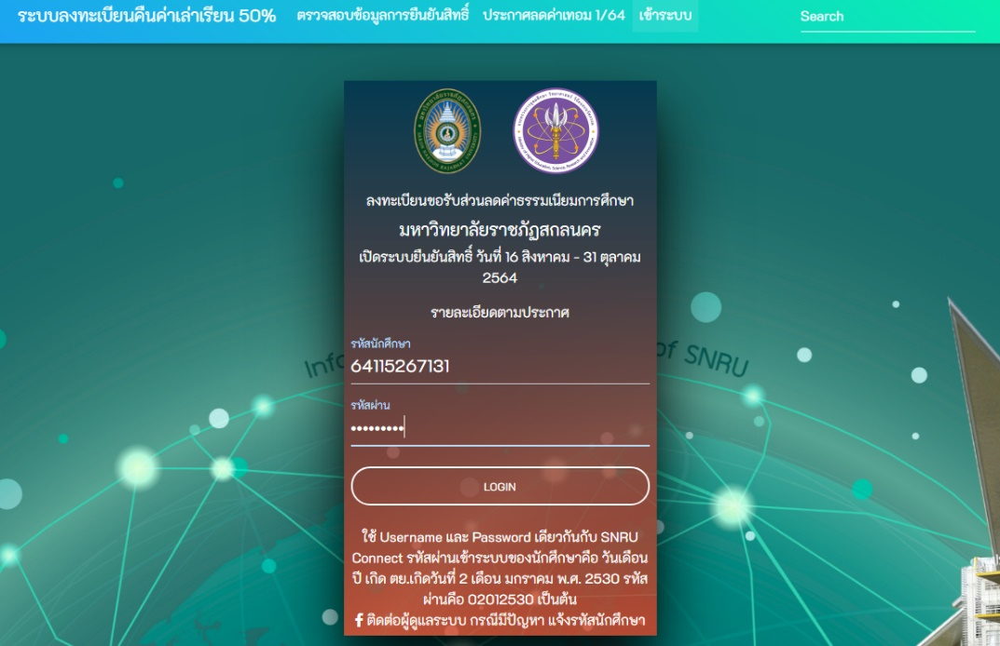 ระบบลงทะเบียนคืนค่าเล่าเรียน 50% ตรวจสอบข้อมูลการยืนยันสิทธิ์ ประกาศลดค่าเทอม 1/64 เข้าระบบ Search
ลงทะเบียนขอรับส่วนลดค่าธรรมเนียมการศึกษา
มหาวิทยาลัยราชภัฏสกลนคร
เปิดระบบยืนยันสิทธิ์ วันที่ 16 สิงหาคม - 31 ตุลาคม
2564
รายละเอียดตามประกาศ
รหัสนักศึกษา
64115267131
Info
of SNRU
รหัสผ่าน
•••••••••
LOGIN
ใช้ Username และ Password เดียวกันกับ SNRU
Connect รหัสผ่านเข้าระบบของนักศึกษาคือ วันเดือน
ปี เกิด ตย.เกิดวันที่ 2 เดือน มกราคม พ.ศ. 2530 รหัส
ผ่านคือ 02012530 เป็นต้น
ติดต่อผู้ดูแลระบบ กรณีมีปัญหา แจ้งรหัสนักศึกษา